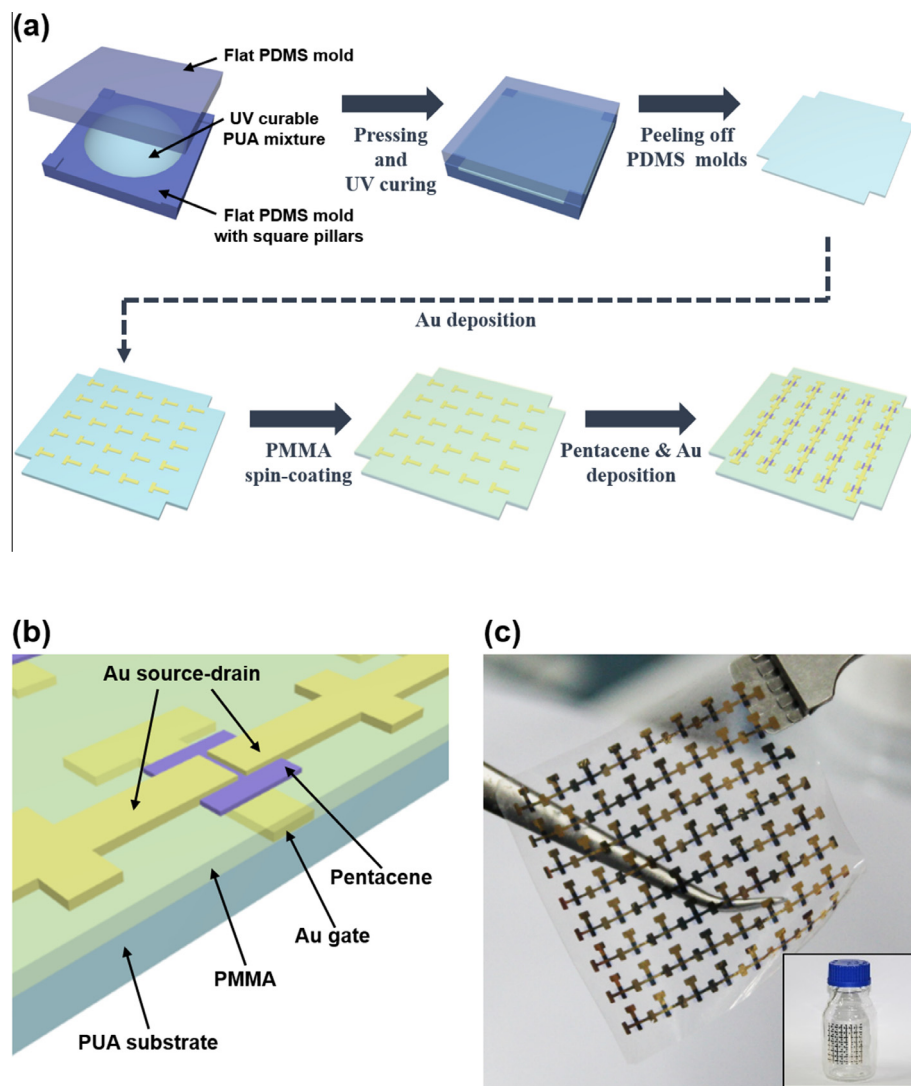 (a)
Flat PDMS mold
UV curable
PUA mixture
Flat PDMS mold
with square pillars
Pressing
and
UV curing
Peeling off
PDMS molds
Au deposition
PMMA
spin-coating
Pentacene & Au
deposition
(b)
Au source-drain
Pentacene
Au gate
PMMA
PUA substrate
(c)